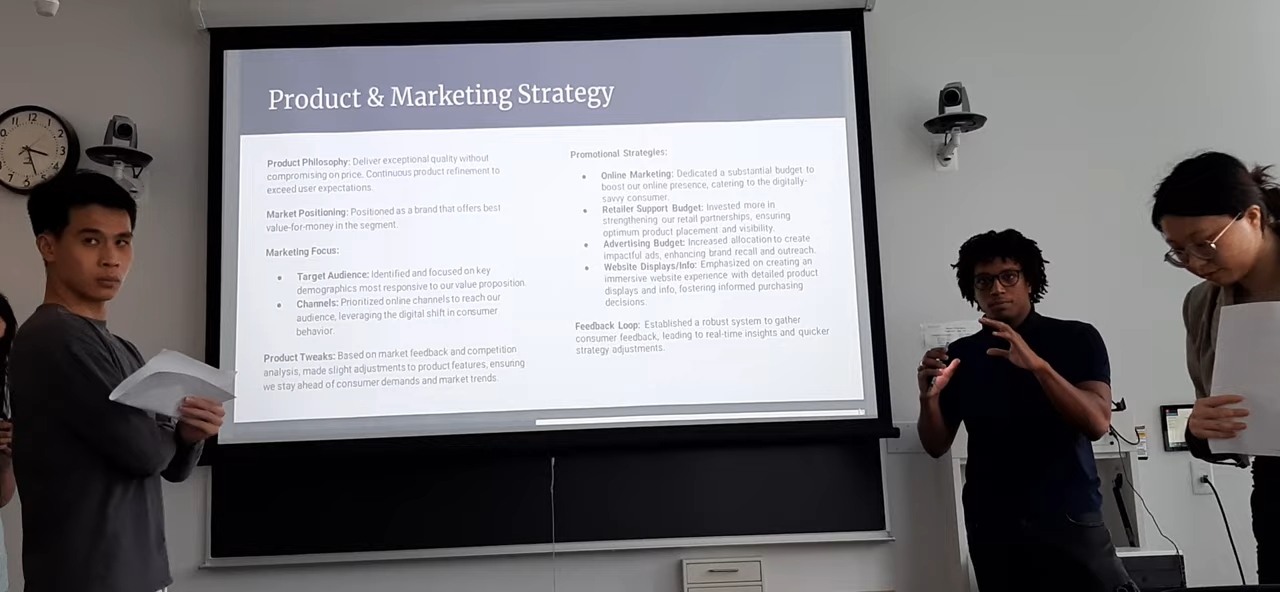 Product & Marketing Strategy
Product Philosophy: Deliver exceptional quality without
compromising on price. Continuous product refinement to
exceed user expectations.
Market Positioning: Positioned as a brand that offers best
value-for-money in the segment.
Marketing Focus:
• Target Audience: Identified and focused on key
demographics most responsive to our value proposition.
• Channels: Prioritized online channels to reach our
audience, leveraging the digital shift in consumer
behavior.
Product Tweaks: Based on market feedback and competition
analysis, made slight adjustments to product features, ensuring
we stay ahead of consumer demands and market trends.
Promotional Strategies:
• Online Marketing: Dedicated a substantial budget to
boost our online presence, catering to the digitally-
savvy consumer.
• Retailer Support Budget: Invested more in
strengthening our retail partnerships, ensuring
optimum product placement and visibility.
• Advertising Budget: Increased allocation to create
impactful ads, enhancing brand recall and outreach.
• Website Displays/Info: Emphasized on creating an
immersive website experience with detailed product
displays and info, fostering informed purchasing
decisions.
Feedback Loop: Established a robust system to gather
consumer feedback, leading to real-time insights and quicker
strategy adjustments.